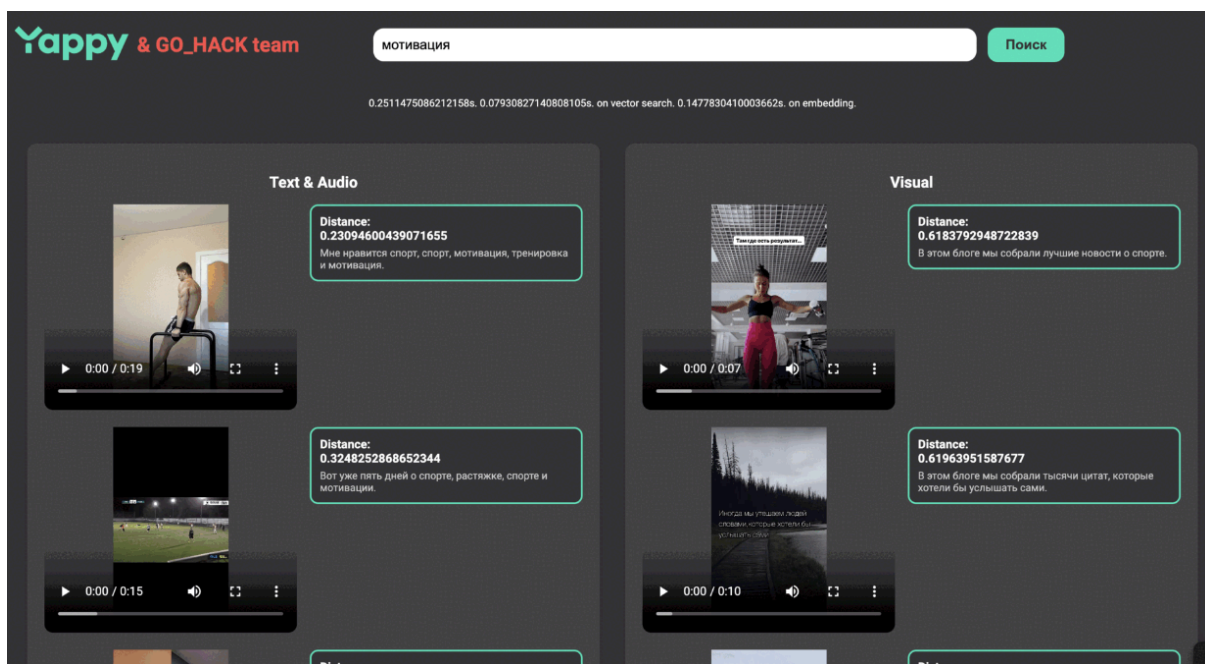 Yappy & GO_HACK team
мотивация
Поиск
0.2511475086212158s. 0.07930827140808105s. on vector search. 0.1477830410003662s. on embedding.
Text & Audio
Distance:
0.23094600439071655
Мне нравится спорт, спорт, мотивация, тренировка
и мотивация.
0:00 / 0:19
Distance:
0.3248252868652344
Вот уже пять дней о спорте, растяжке, спорте и
мотивации.
0:00 / 0:15
Visual
Там где есть результат...
Distance:
0.6183792948722839
В этом блоге мы собрали лучшие новости о спорте.
0:00 / 0:07
Distance:
0.61963951587677
В этом блоге мы собрали тысячи цитат, которые
хотели бы услышать сами.
Иногда мы утешаем людей
словами, которые хотели бы
услышать сами
0:00 / 0:10